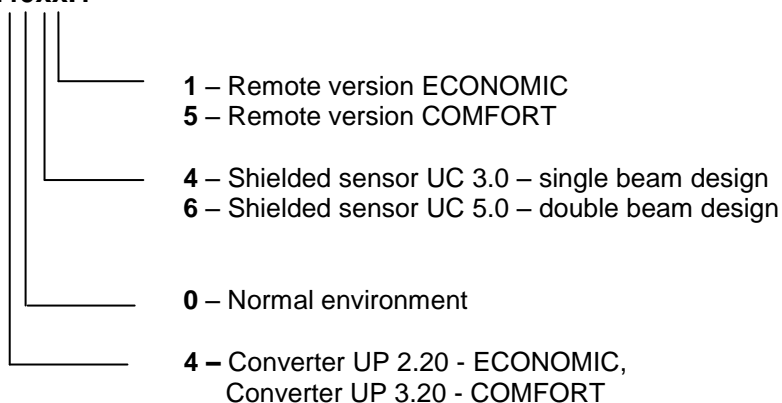 1 – Remote version ECONOMIC
5 – Remote version COMFORT
4 – Shielded sensor UC 3.0 – single beam design
6 – Shielded sensor UC 5.0 – double beam design
0 – Normal environment
4 – Converter UP 2.20 - ECONOMIC,
Converter UP 3.20 - COMFORT